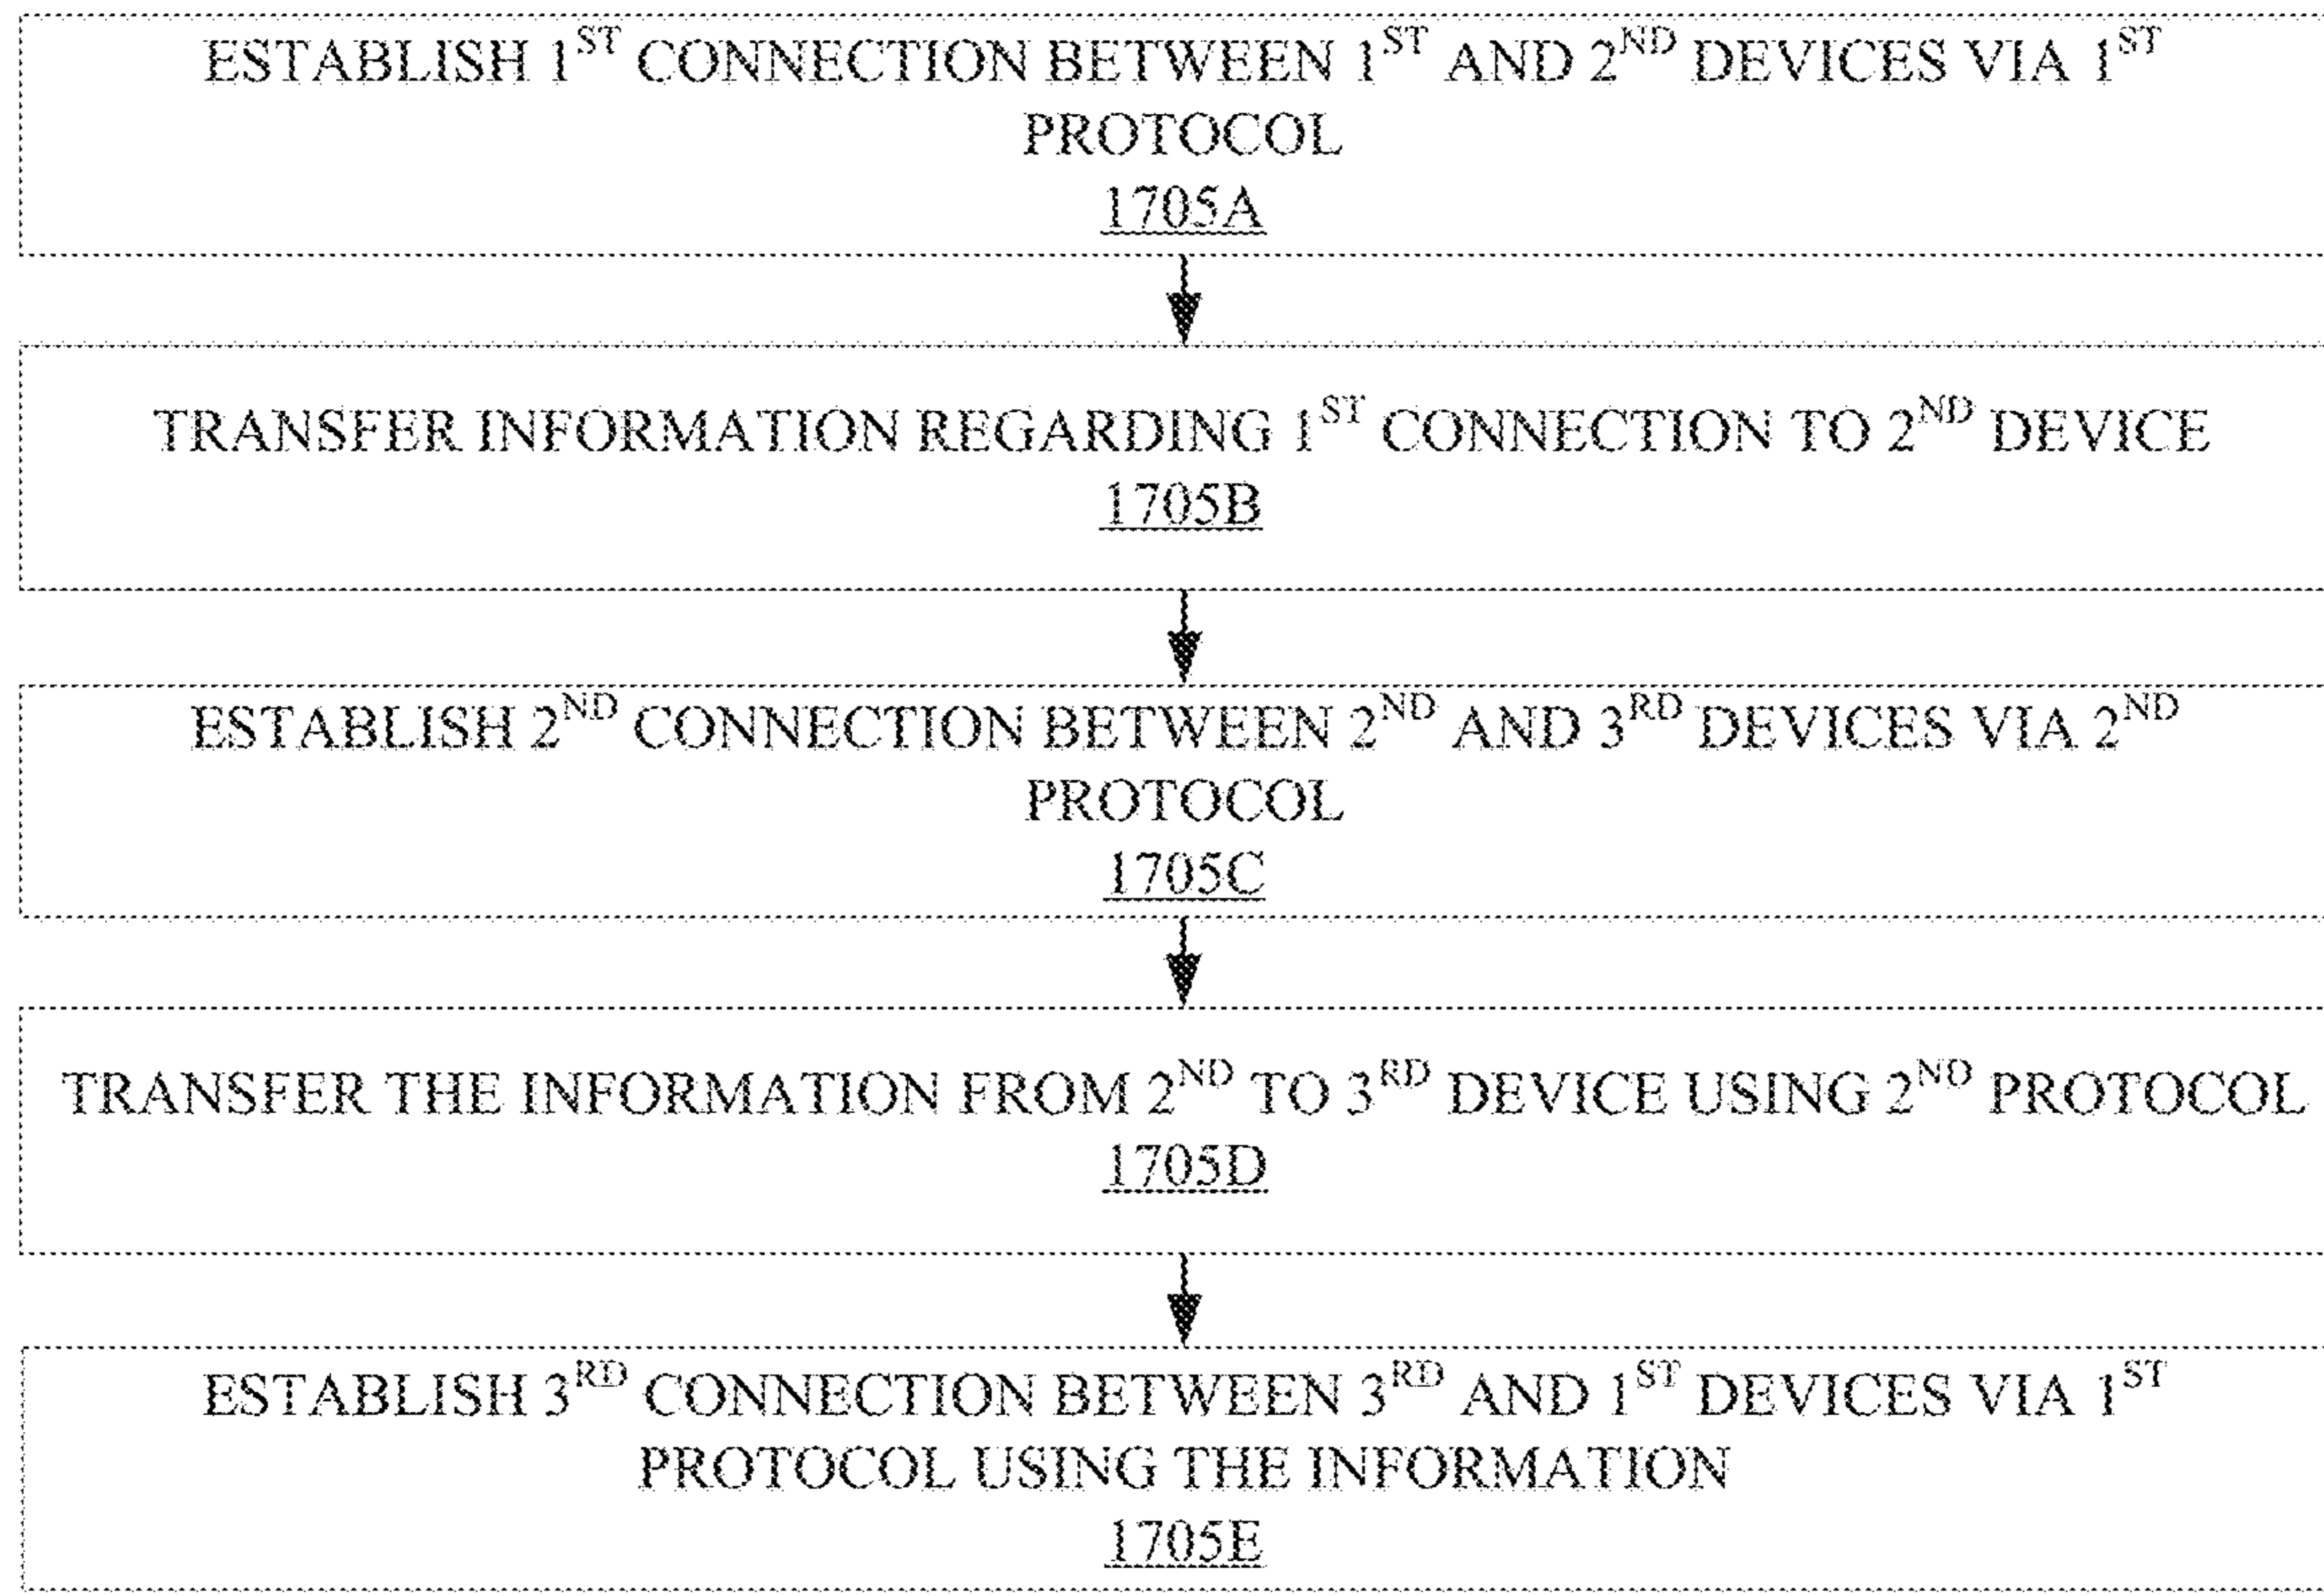 ESTABLISH 1ST CONNECTION BETWEEN 1ST AND 2ND DEVICES VIA 1ST
PROTOCOL
1705A
TRANSFER INFORMATION REGARDING 1ST CONNECTION TO 2ND DEVICE
1705B
ESTABLISH 2ND CONNECTION BETWEEN 2ND AND 3RD DEVICES VIA 2ND
PROTOCOL
1705C
TRANSFER THE INFORMATION FROM 2ND TO 3RD DEVICE USING 2ND PROTOCOL
1705D
ESTABLISH 3RD CONNECTION BETWEEN 3RD AND 1ST DEVICES VIA 1ST
PROTOCOL USING THE INFORMATION
1705E